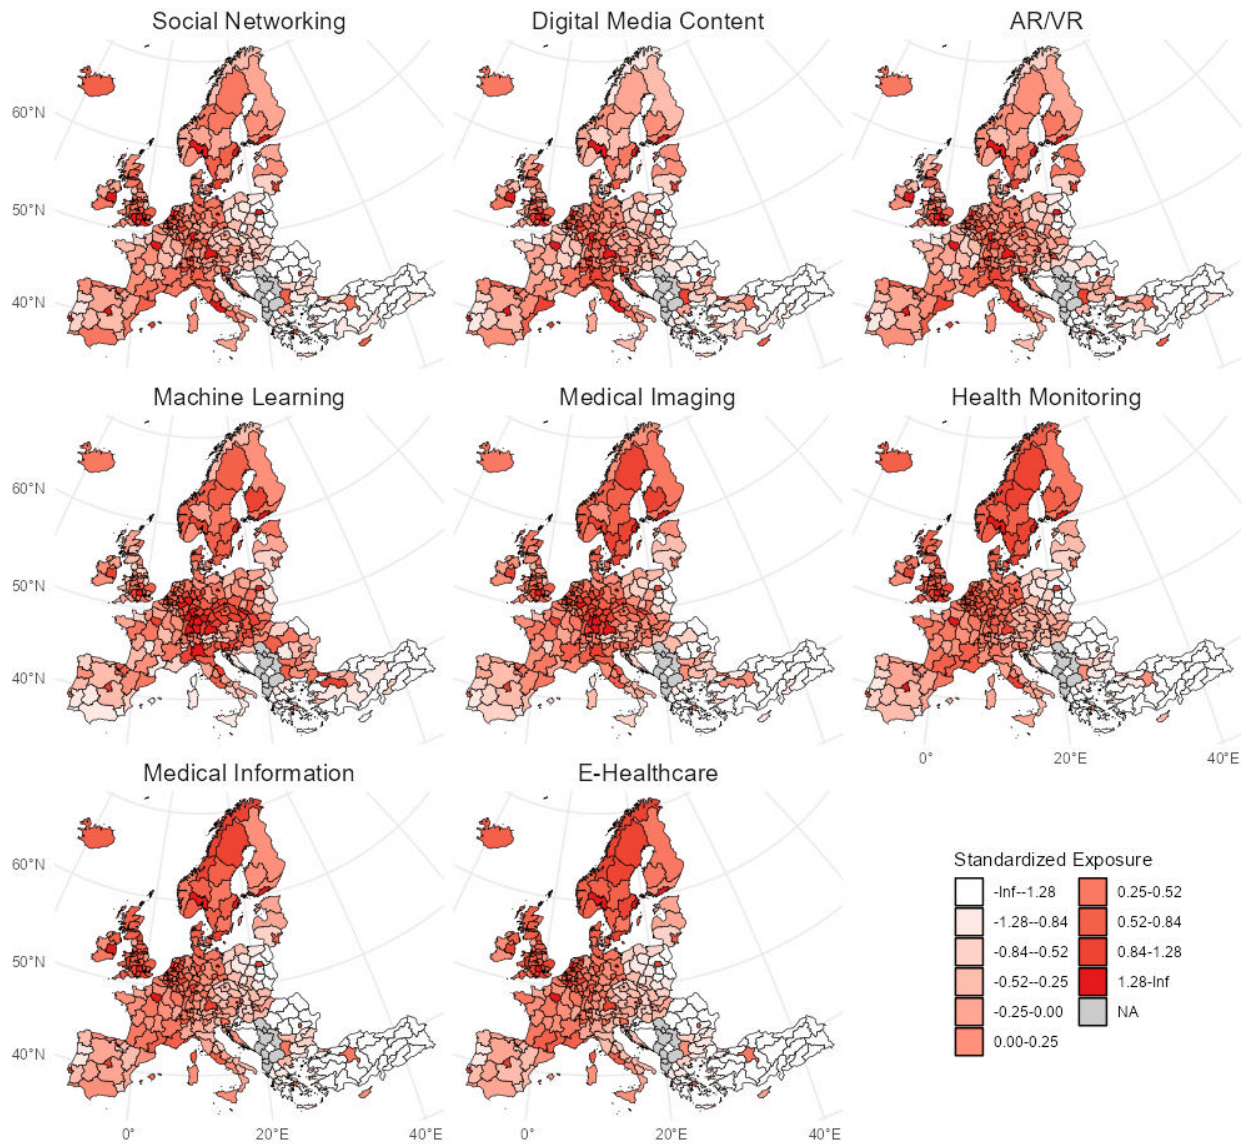 Social Networking
Digital Media Content
AR/VR
60°N
50°N
40°N
Machine Learning
Medical Imaging
Health Monitoring
60°N
50°N
40°N
0°
20°E
40°E
Medical Information
E-Healthcare
60°N
50°N
40°N
0°
20°E
40°E
0°
20°E
40°E
Standardized Exposure
-Inf--1.28
-1.28--0.84
-0.84--0.52
-0.52--0.25
-0.25-0.00
0.00-0.25
0.25-0.52
0.52-0.84
0.84-1.28
1.28-Inf
NA